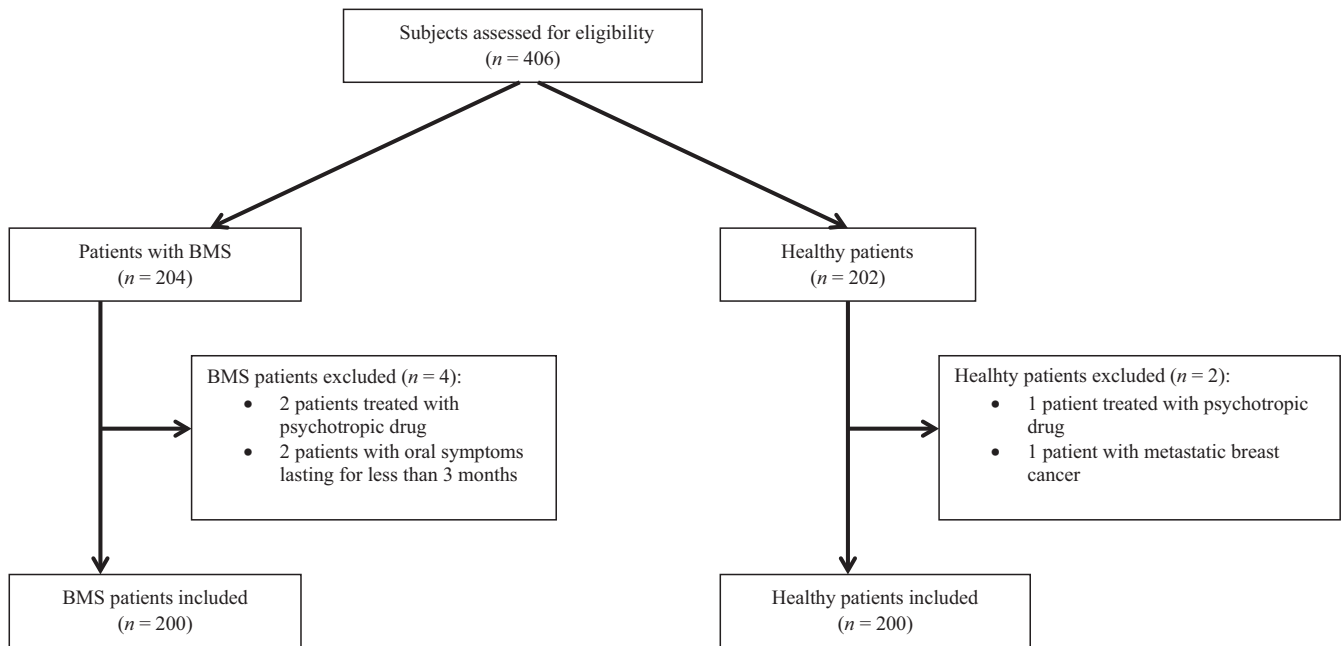 Subjects assessed for eligibility
(n = 406)
Patients with BMS
(n = 204)
Healthy patients
(n = 202)
BMS patients excluded (n = 4):
• 2 patients treated with
psychotropic drug
• 2 patients with oral symptoms
lasting for less than 3 months
Healhty patients excluded (n = 2):
• 1 patient treated with psychotropic
drug
• 1 patient with metastatic breast
cancer
BMS patients included
(n = 200)
Healthy patients included
(n = 200)